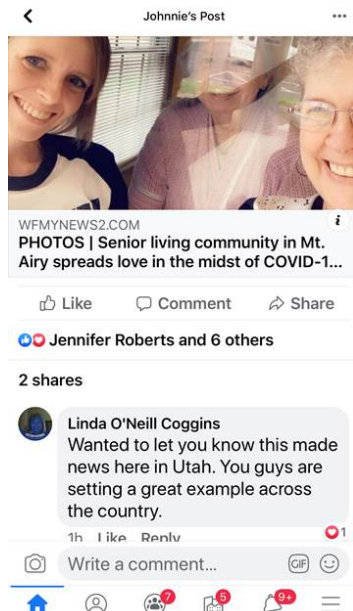 Johnnie's Post
WFMYNEWS2.COM
PHOTOS | Senior living community in Mt.
Airy spreads love in the midst of COVID-1...
Like Comment Share
Jennifer Roberts and 6 others
2 shares
Linda O'Neill Coggins
Wanted to let you know this made
news here in Utah. You guys are
setting a great example across
the country.
1h Like Reply 1
Write a comment... GIF
7 5 9+